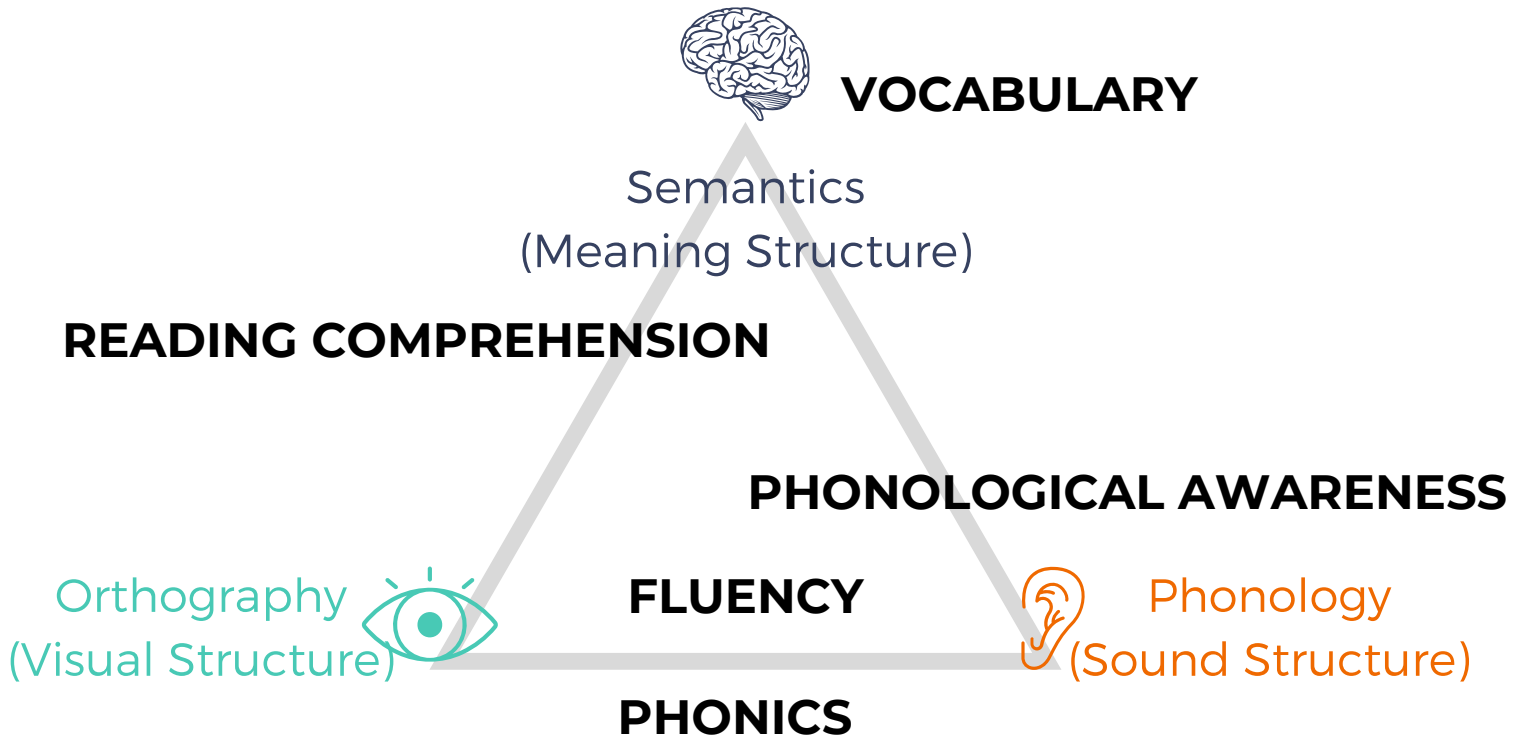 VOCABULARY
Semantics
(Meaning Structure)
READING COMPREHENSION
PHONOLOGICAL AWARENESS
Orthography
(Visual Structure)
FLUENCY
Phonology
(Sound Structure)
PHONICS